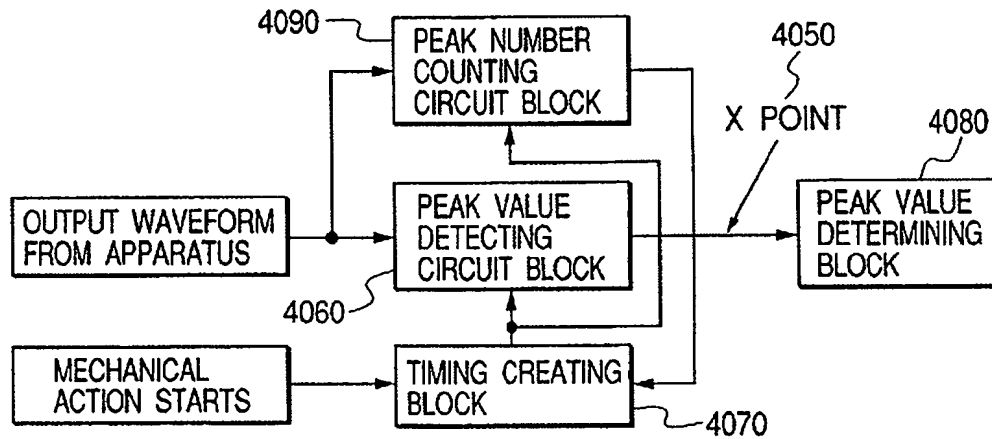 4090
PEAK NUMBER
COUNTING
CIRCUIT BLOCK
4050
X POINT
4080
OUTPUT WAVEFORM
FROM APPARATUS
PEAK VALUE
DETECTING
CIRCUIT BLOCK
PEAK VALUE
DETERMINING
BLOCK
4060
MECHANICAL
ACTION STARTS
TIMING CREATING
BLOCK
4070